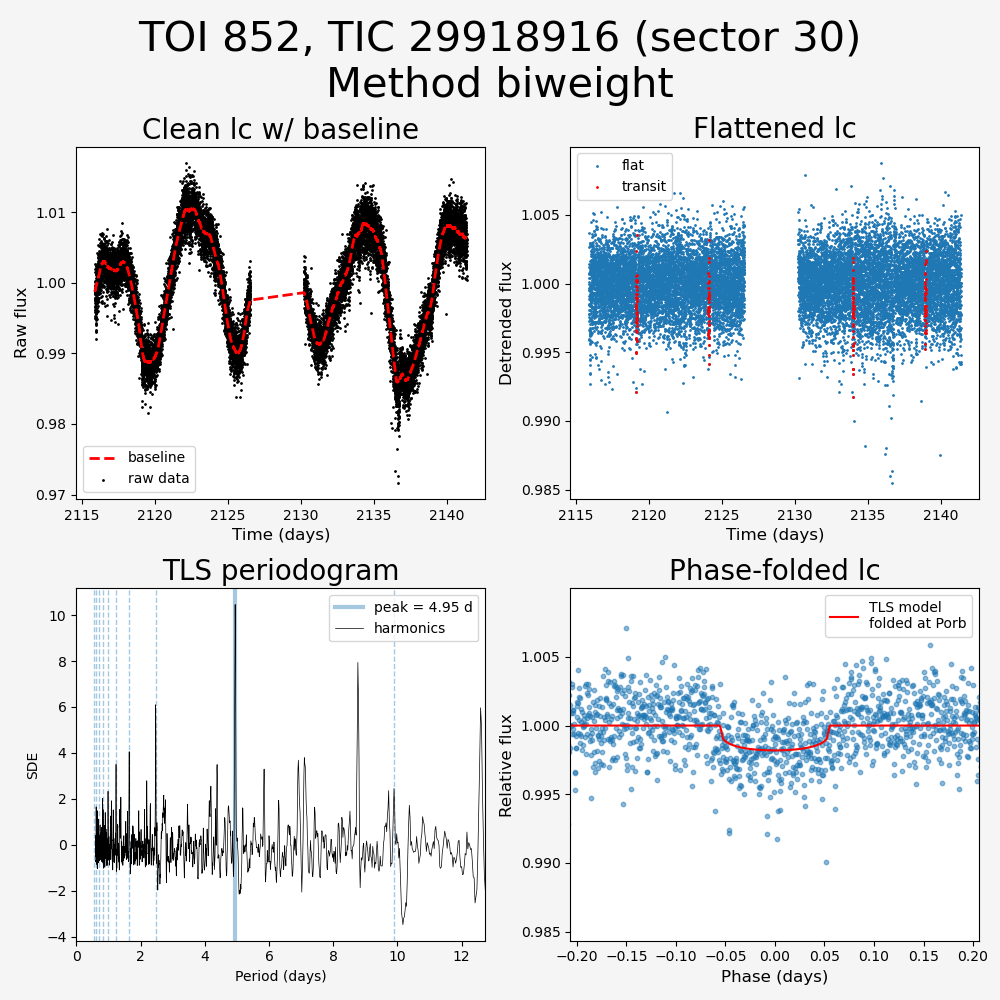 TOI 852, TIC 29918916 (sector 30)
Method biweight
Clean lc w/ baseline
Raw flux
1.01
1.00
0.99
0.98
0.97
baseline
raw data
2115 2120 2125 2130 2135 2140
Time (days)
Flattened lc
Detrended flux
1.005
1.000
0.995
0.990
0.985
flat
transit
2115 2120 2125 2130 2135 2140
Time (days)
TLS periodogram
SDE
10
8
6
4
2
0
−2
−4
peak = 4.95 d
harmonics
0 2 4 6 8 10 12
Period (days)
Phase-folded lc
Relative flux
1.005
1.000
0.995
0.990
0.985
TLS model
folded at Porb
−0.20 −0.15 −0.10 −0.05 0.00 0.05 0.10 0.15 0.20
Phase (days)